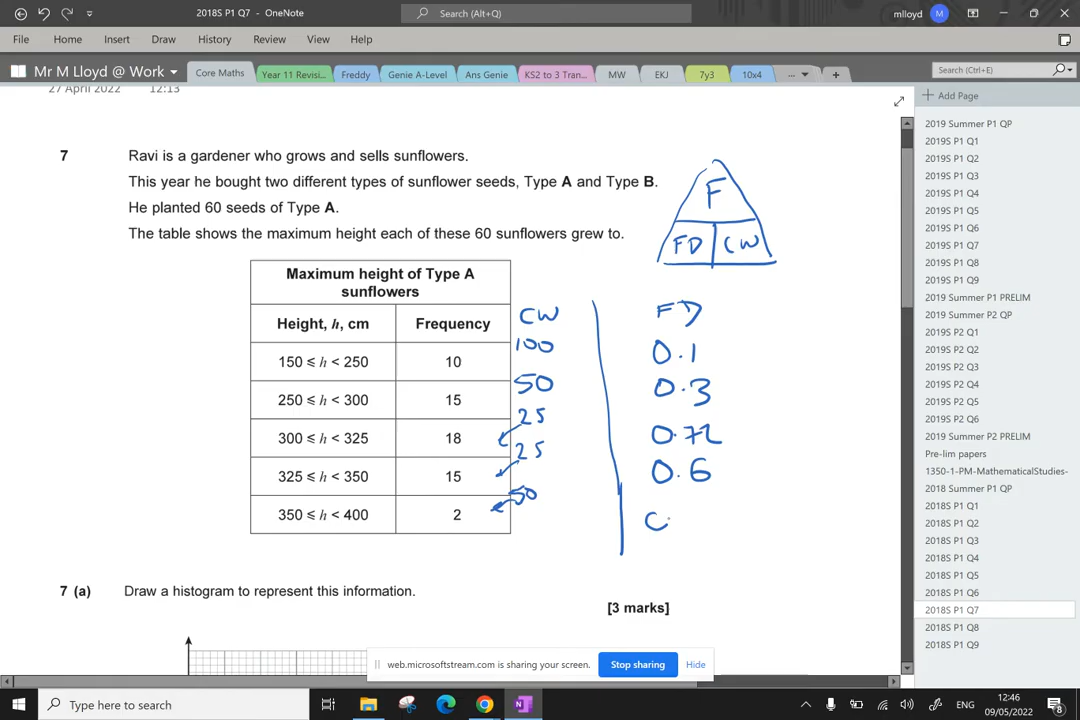 2018S P1 Q7 - OneNote
Search (Alt+Q)
mlloyd M
File Home Insert Draw History Review View Help
Mr M Lloyd @ Work Core Maths Year 11 Revisi... Freddy Genie A-Level Ans Genie KS2 to 3 Tran... MW EKJ 7y3 10x4 ... +
Search (Ctrl+E)
27 April 2022 12:13
Add Page
7 Ravi is a gardener who grows and sells sunflowers.
This year he bought two different types of sunflower seeds, Type A and Type B.
He planted 60 seeds of Type A.
The table shows the maximum height each of these 60 sunflowers grew to.
F
FD CW
Maximum height of Type A
sunflowers
Height, h, cm Frequency CW FD
150 ≤ h < 250 10 100 0.1
250 ≤ h < 300 15 50 0.3
300 ≤ h < 325 18 25 0.72
325 ≤ h < 350 15 25 0.6
350 ≤ h < 400 2 50
7 (a) Draw a histogram to represent this information.
[3 marks]
2019 Summer P1 QP
2019S P1 Q1
2019S P1 Q2
2019S P1 Q3
2019S P1 Q4
2019S P1 Q5
2019S P1 Q6
2019S P1 Q7
2019S P1 Q8
2019S P1 Q9
2019S P1 PRELIM
2019 Summer P2 QP
2019S P2 Q1
2019S P2 Q2
2019S P2 Q3
2019S P2 Q4
2019S P2 Q5
2019S P2 Q6
2019 Summer P2 PRELIM
Pre-lim papers
1350-1-PM-MathematicalStudies-
2018 Summer P1 QP
2018S P1 Q1
2018S P1 Q2
2018S P1 Q3
2018S P1 Q4
2018S P1 Q5
2018S P1 Q6
2018S P1 Q7
2018S P1 Q8
2018S P1 Q9
web.microsoftstream.com is sharing your screen. Stop sharing Hide
Type here to search
ENG
12:46
09/05/2022
8